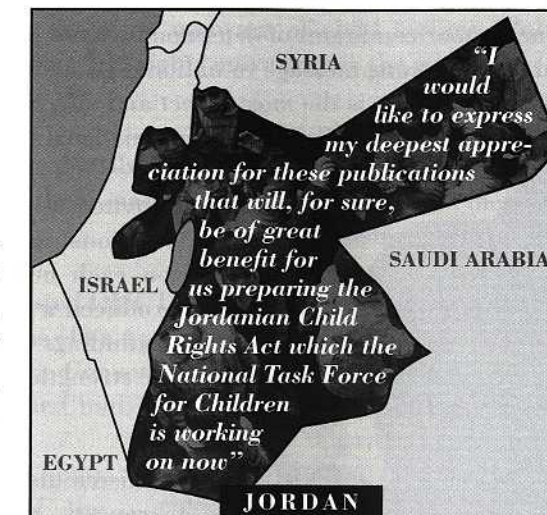 SYRIA
“I
would
like to express
my deepest appre-
ciation for these publications
that will, for sure,
be of great
benefit for
us preparing the
Jordanian Child
Rights Act which the
National Task Force
for Children
is working
on now”
SAUDI ARABIA
ISRAEL
EGYPT
JORDAN